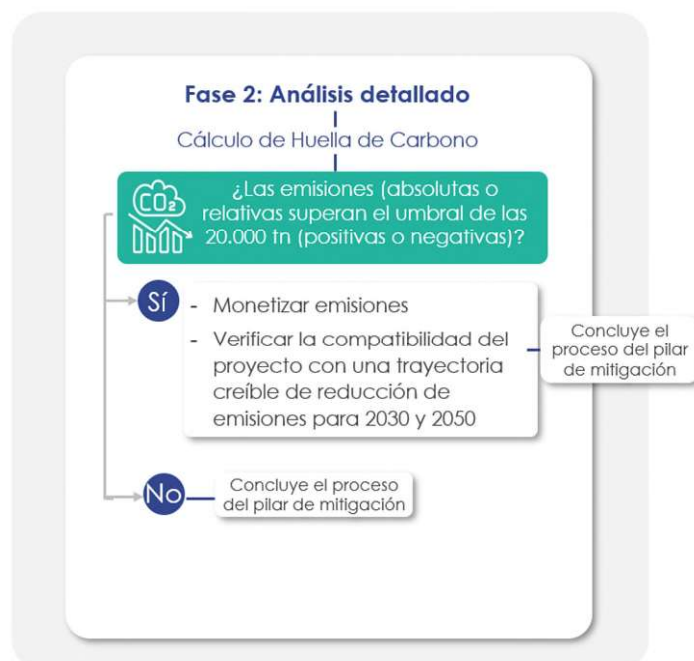 Fase 2: Análisis detallado
Cálculo de Huella de Carbono
CO₂
¿Las emisiones (absolutas o
relativas superan el umbral de las
20.000 tn (positivas o negativas)?
Sí
- Monetizar emisiones
- Verificar la compatibilidad del
proyecto con una trayectoria
creíble de reducción de
emisiones para 2030 y 2050
Concluye el
proceso del pilar
de mitigación
No
Concluye el proceso
del pilar de mitigación